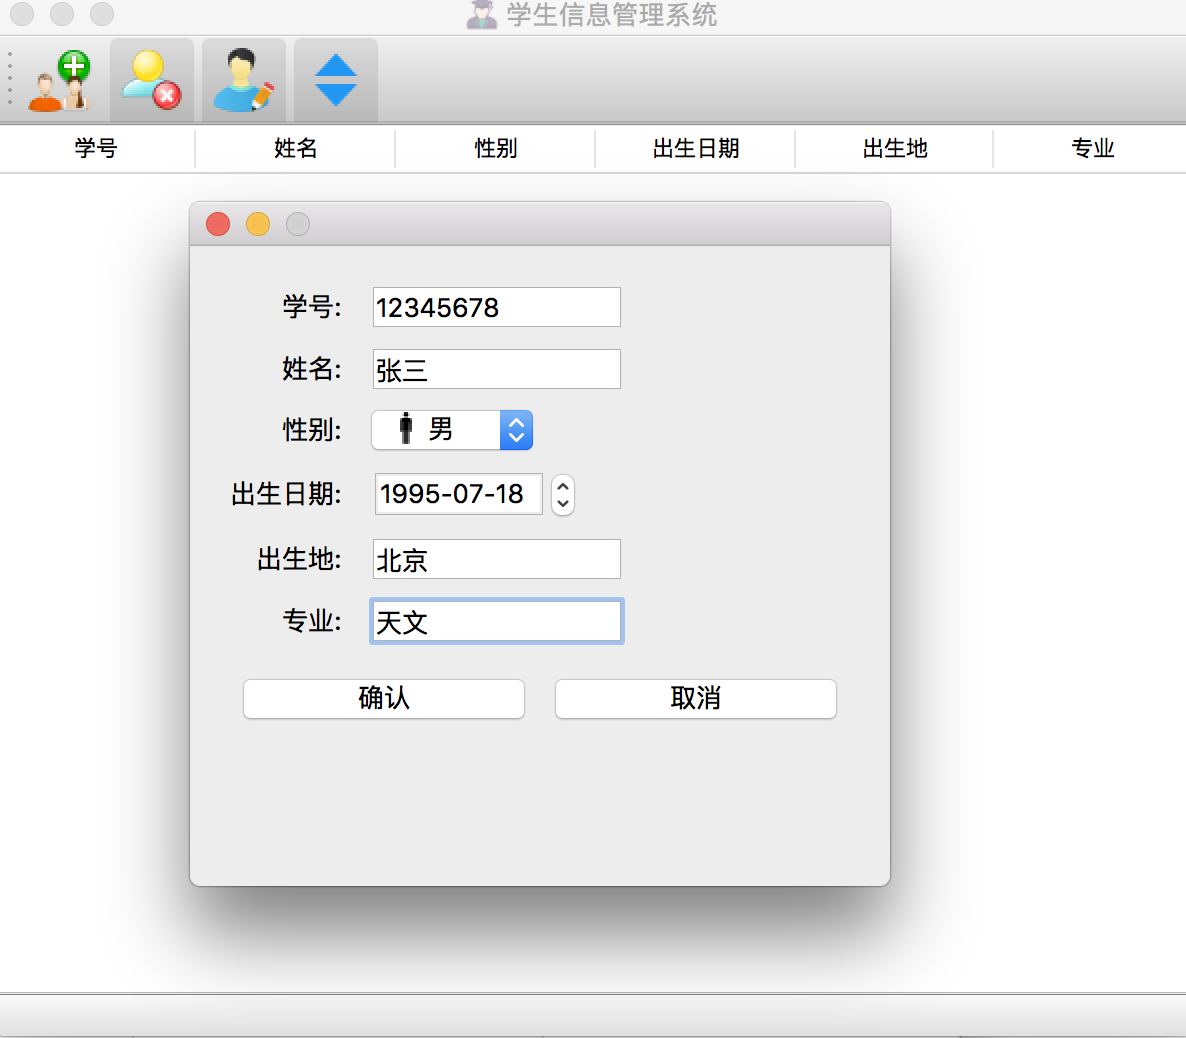 学生信息管理系统
学号 姓名 性别 出生日期 出生地 专业
学号: 12345678
姓名: 张三
性别: 男
出生日期: 1995-07-18
出生地: 北京
专业: 天文
确认 取消